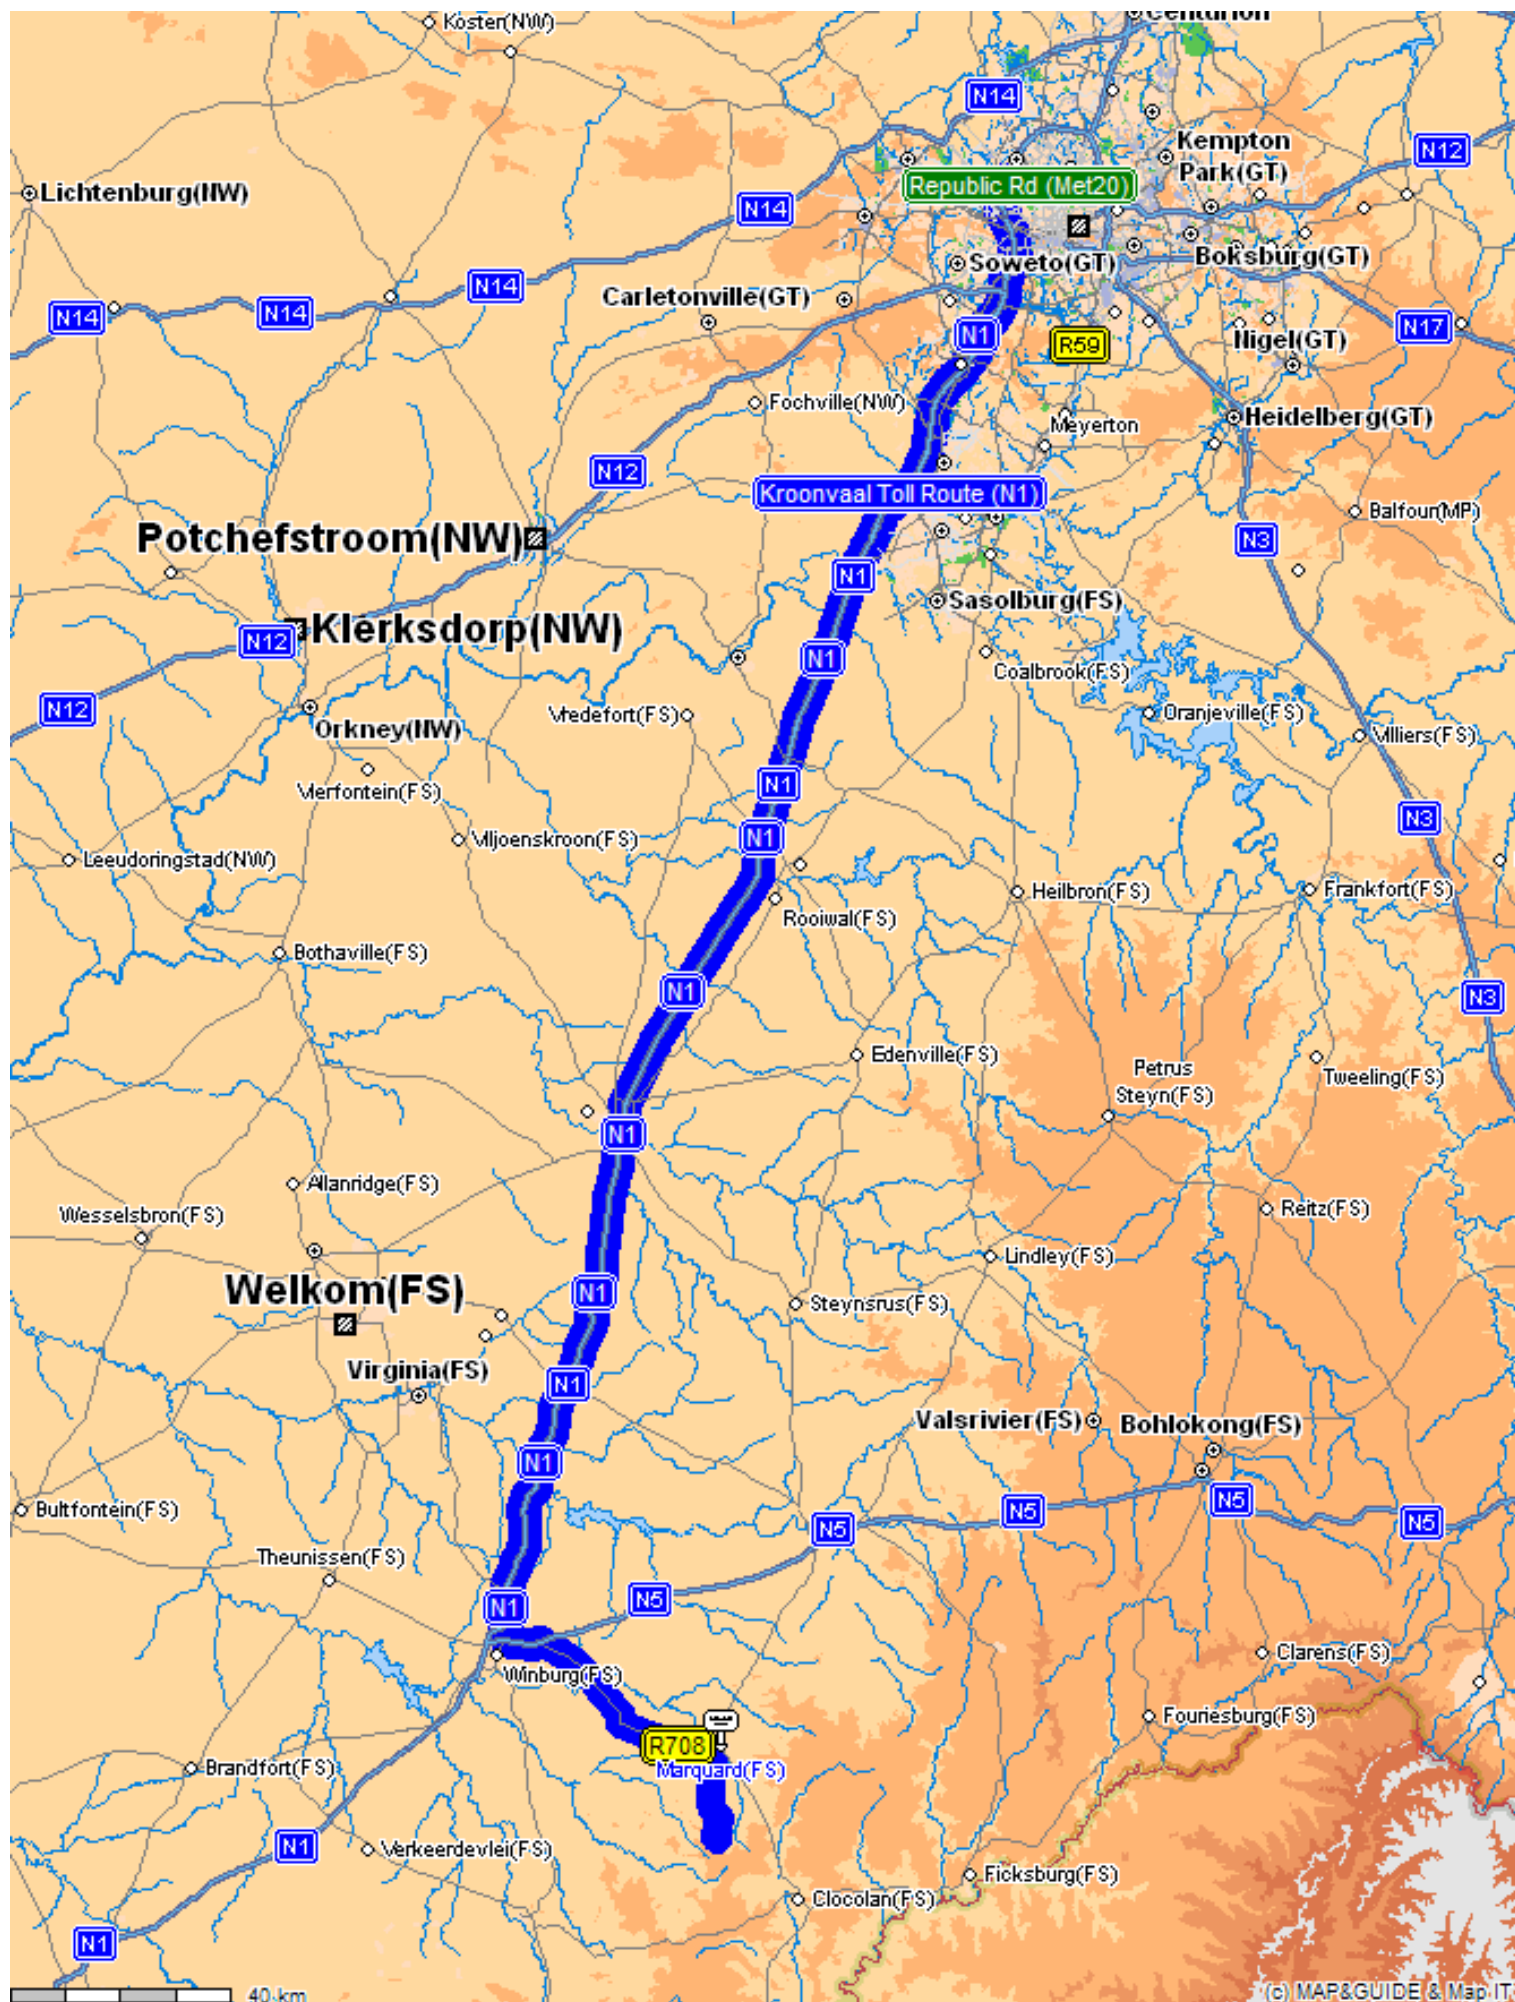 Koster(NW)
Centurion
N14
Kempton
Park(GT)
N12
Republic Rd (Met20)
Lichtenburg(NW)
N14
Soweto(GT)
Boksburg(GT)
N14
Carletonville(GT)
N14
N14
N1
R59
N17
Nigel(GT)
Fochville(NW)
Meyerton
Heidelberg(GT)
N12
Kroonvaal Toll Route (N1)
Balfour(MP)
Potchefstroom(NW)
N3
N1
Sasolburg(FS)
Klerksdorp(NW)
N12
N1
Coalbrook(FS)
N12
Vredefort(FS)
Oranjeville(FS)
Orkney(NW)
Villiers(FS)
Vierfontein(FS)
N1
N3
Viljoenskroon(FS)
N1
Leeudoringstad(NW)
Heilbron(FS)
Frankfort(FS)
Rooiwal(FS)
Bothaville(FS)
N1
N3
Edenville(FS)
Petrus
Steyn(FS)
Tweeling(FS)
N1
Allanridge(FS)
Wesselsbron(FS)
Reitz(FS)
Lindley(FS)
Welkom(FS)
N1
Steynsrus(FS)
Virginia(FS)
N1
Valsrivier(FS)
Bohlokong(FS)
N1
N5
Bultfontein(FS)
N5
N5
N5
Theunissen(FS)
N5
N1
Clarens(FS)
Winburg(FS)
Fouriesburg(FS)
R708
Marquard(FS)
Brandfort(FS)
N1
Verkeerdevlei(FS)
Ficksburg(FS)
Clocolan(FS)
N1
40 km
(c) MAP&GUIDE & Map IT